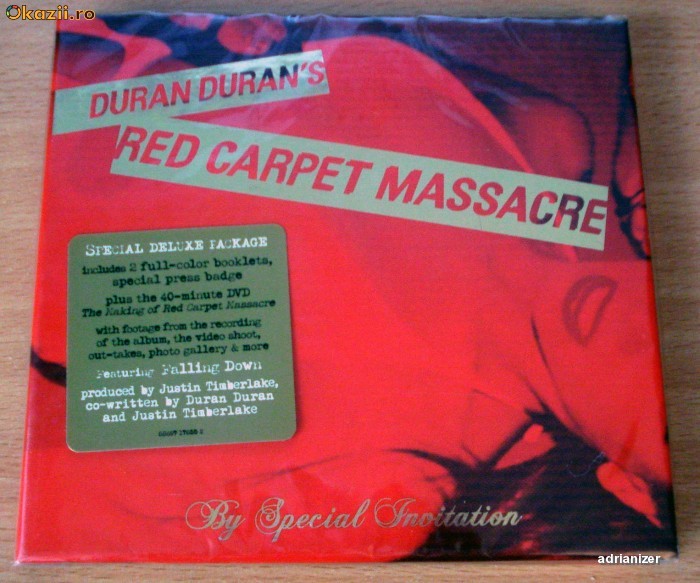 Okazii.ro
DURAN DURAN'S
RED CARPET MASSACRE
SPECIAL DELUXE PACKAGE
includes 2 full-color booklets,
special press badge
plus the 40-minute DVD
The Making of Red Carpet Massacre
with footage from the recording
of the album, the video shoot,
out-takes, photo gallery & more
Featuring Falling Down
produced by Justin Timberlake,
co-written by Duran Duran
and Justin Timberlake
By Special Invitation
adrianizer